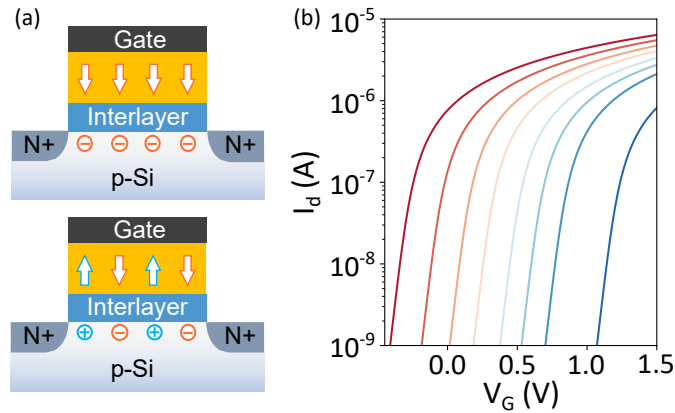 (a)
Gate
Interlayer
N+ − − − − N+
p-Si
Gate
Interlayer
N+ + − + − N+
p-Si
(b)
10⁻⁵
10⁻⁶
10⁻⁷
10⁻⁸
10⁻⁹
I_d (A)
0.0 0.5 1.0 1.5
V_G (V)